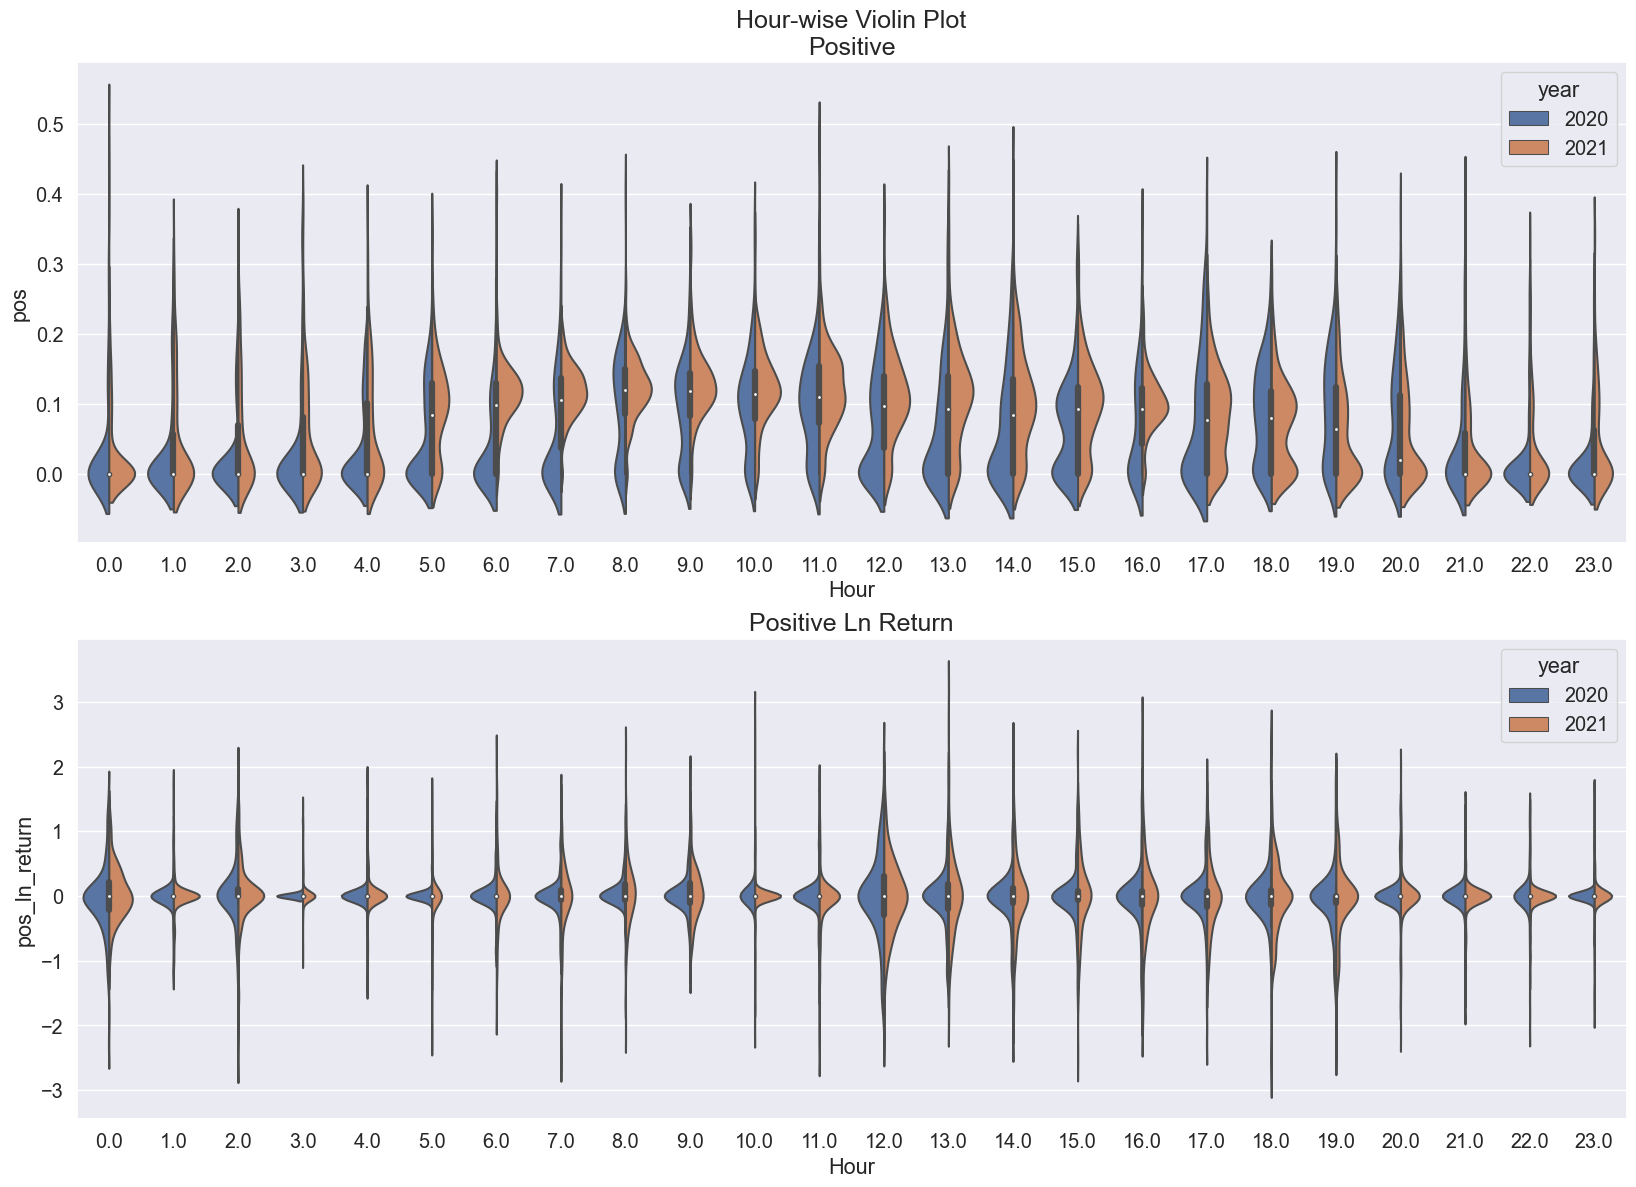 Hour-wise Violin Plot
Positive
year
2020
2021
0.5
0.4
0.3
0.2
0.1
0.0
pos
0.0 1.0 2.0 3.0 4.0 5.0 6.0 7.0 8.0 9.0 10.0 11.0 12.0 13.0 14.0 15.0 16.0 17.0 18.0 19.0 20.0 21.0 22.0 23.0
Hour
Positive Ln Return
year
2020
2021
3
2
1
0
−1
−2
−3
pos_ln_return
0.0 1.0 2.0 3.0 4.0 5.0 6.0 7.0 8.0 9.0 10.0 11.0 12.0 13.0 14.0 15.0 16.0 17.0 18.0 19.0 20.0 21.0 22.0 23.0
Hour